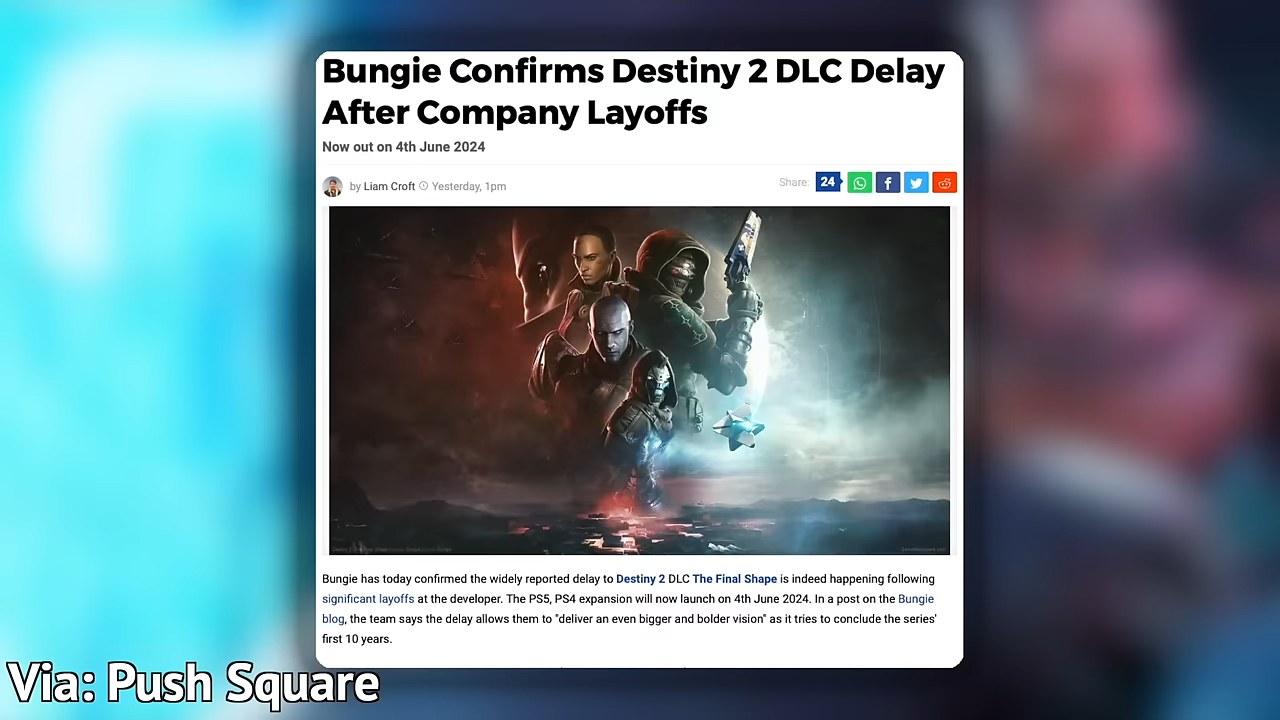 Bungie Confirms Destiny 2 DLC Delay
After Company Layoffs
Now out on 4th June 2024
by Liam Croft Yesterday, 1pm
Share: 24
Bungie has today confirmed the widely reported delay to Destiny 2 DLC The Final Shape is indeed happening following
significant layoffs at the developer. The PS5, PS4 expansion will now launch on 4th June 2024. In a post on the Bungie
blog, the team says the delay allows them to "deliver an even bigger and bolder vision" as it tries to conclude the series'
first 10 years.
Via: Push Square